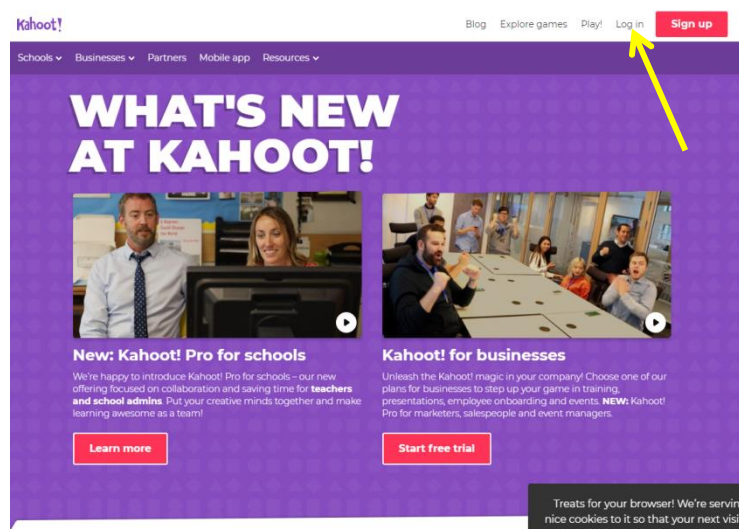 Kahoot!
Blog Explore games Play! Log in Sign up
Schools Businesses Partners Mobile app Resources
WHAT'S NEW
AT KAHOOT!
New: Kahoot! Pro for schools
We're happy to introduce Kahoot! Pro for schools – our new
offering focused on collaboration and saving time for teachers
and school admins. Put your creative minds together and make
learning awesome as a team!
Learn more
Kahoot! for businesses
Unleash the Kahoot! magic in your company! Choose one of our
plans for businesses to step up your game in training,
presentations, employee onboarding and events. NEW: Kahoot!
Pro for marketers, salespeople and event managers.
Start free trial
Treats for your browser! We're servin
nice cookies to it so that your next visi